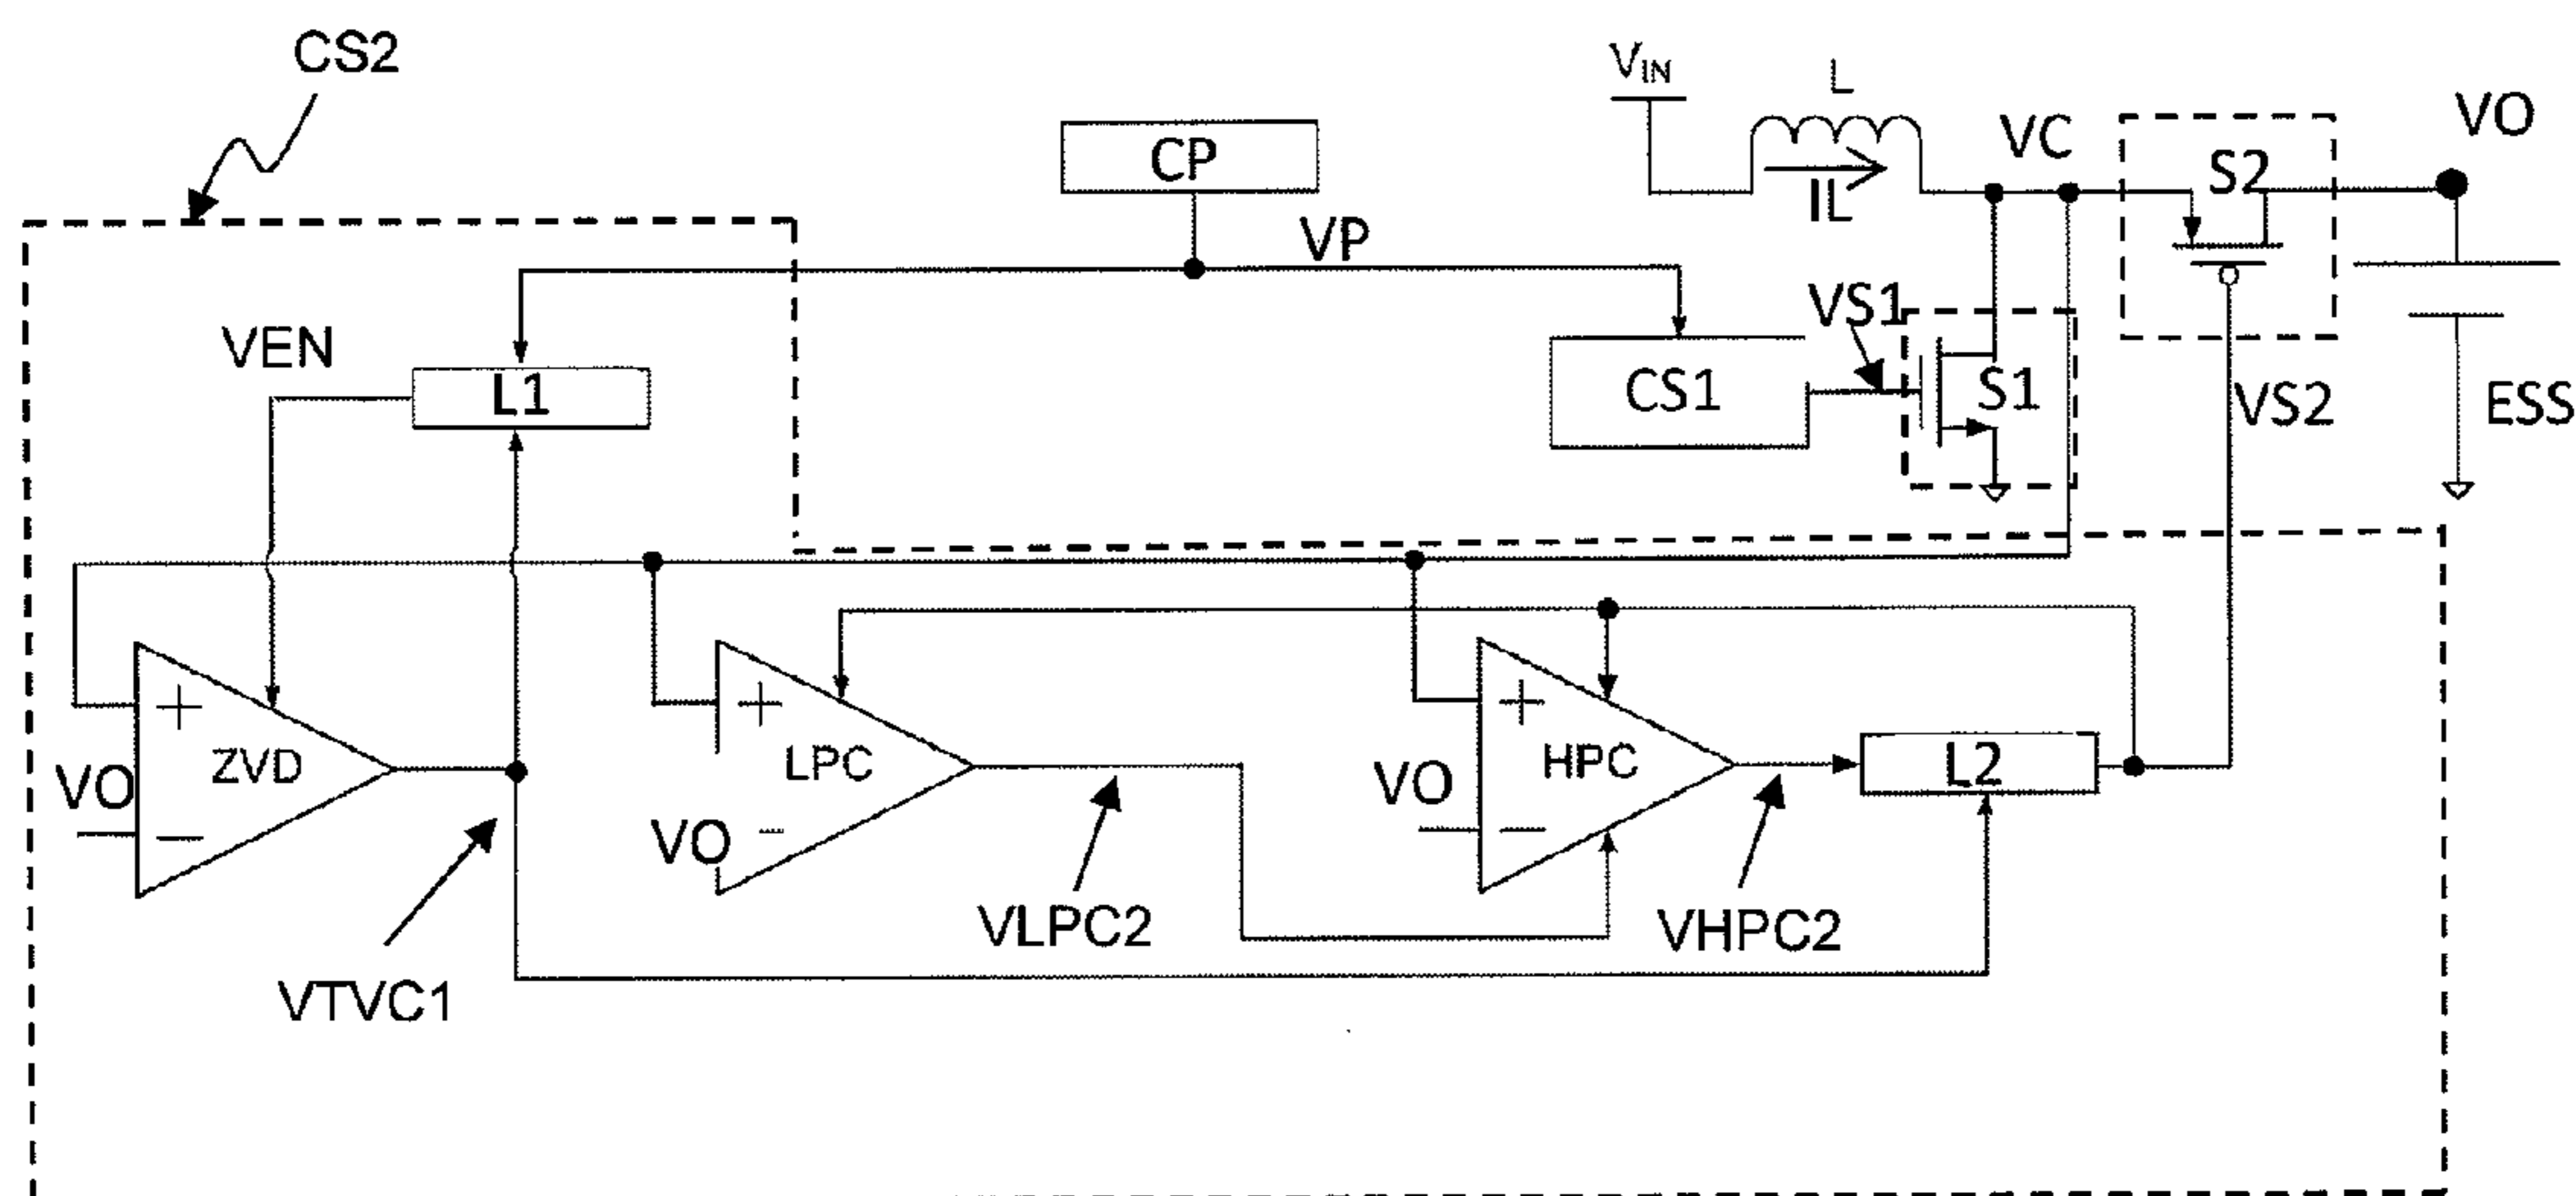 CS2
V_IN
L
VC
S2
VO
CP
IL
VP
VEN
L1
VS1
CS1
S1
VS2
ESS
+
ZVD
VO
−
+
LPC
VO
-
+
HPC
VO
−
L2
VLPC2
VHPC2
VTVC1